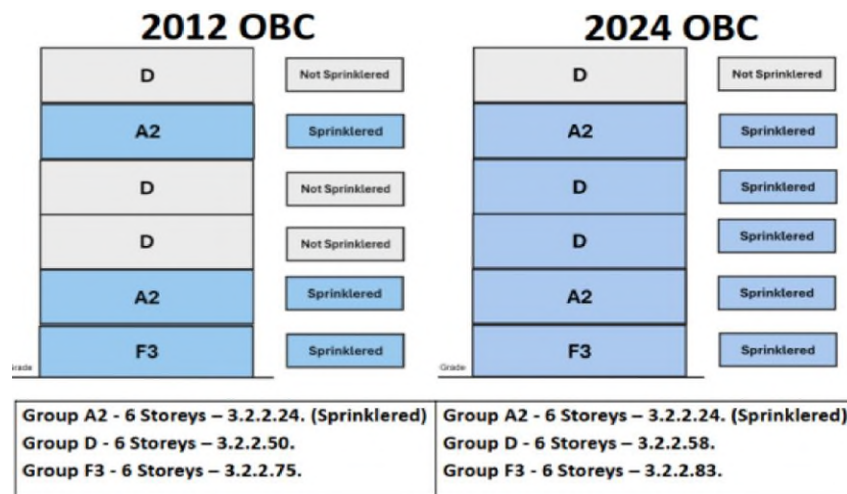 2012 OBC
D Not Sprinklered
A2 Sprinklered
D Not Sprinklered
D Not Sprinklered
A2 Sprinklered
F3 Sprinklered
Grade
Group A2 - 6 Storeys – 3.2.2.24. (Sprinklered)
Group D - 6 Storeys – 3.2.2.50.
Group F3 - 6 Storeys – 3.2.2.75.
2024 OBC
D Not Sprinklered
A2 Sprinklered
D Sprinklered
D Sprinklered
A2 Sprinklered
F3 Sprinklered
Grade
Group A2 - 6 Storeys – 3.2.2.24. (Sprinklered)
Group D - 6 Storeys – 3.2.2.58.
Group F3 - 6 Storeys – 3.2.2.83.